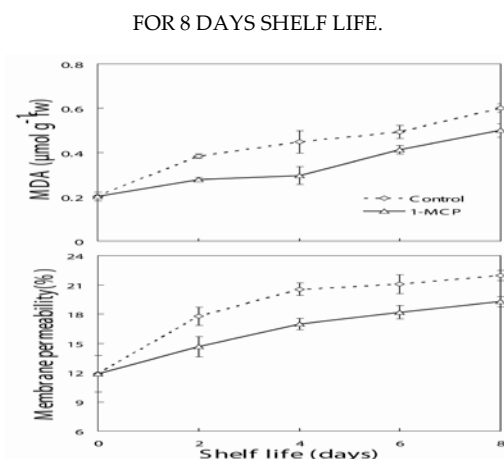 FOR 8 DAYS SHELF LIFE.
0.8
0.6
0.4
0.2
0
MDA (μmol g⁻¹fw)
Control
1-MCP
24
21
18
15
12
9
6
Membrane permeability (%)
0 2 4 6 8
Shelf life (days)